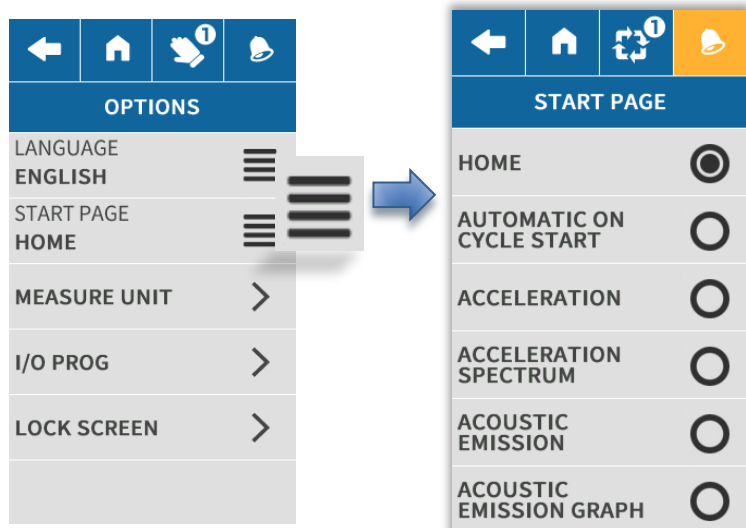 1
OPTIONS
LANGUAGE
ENGLISH
START PAGE
HOME
MEASURE UNIT
I/O PROG
LOCK SCREEN
1
START PAGE
HOME
AUTOMATIC ON
CYCLE START
ACCELERATION
ACCELERATION
SPECTRUM
ACOUSTIC
EMISSION
ACOUSTIC
EMISSION GRAPH